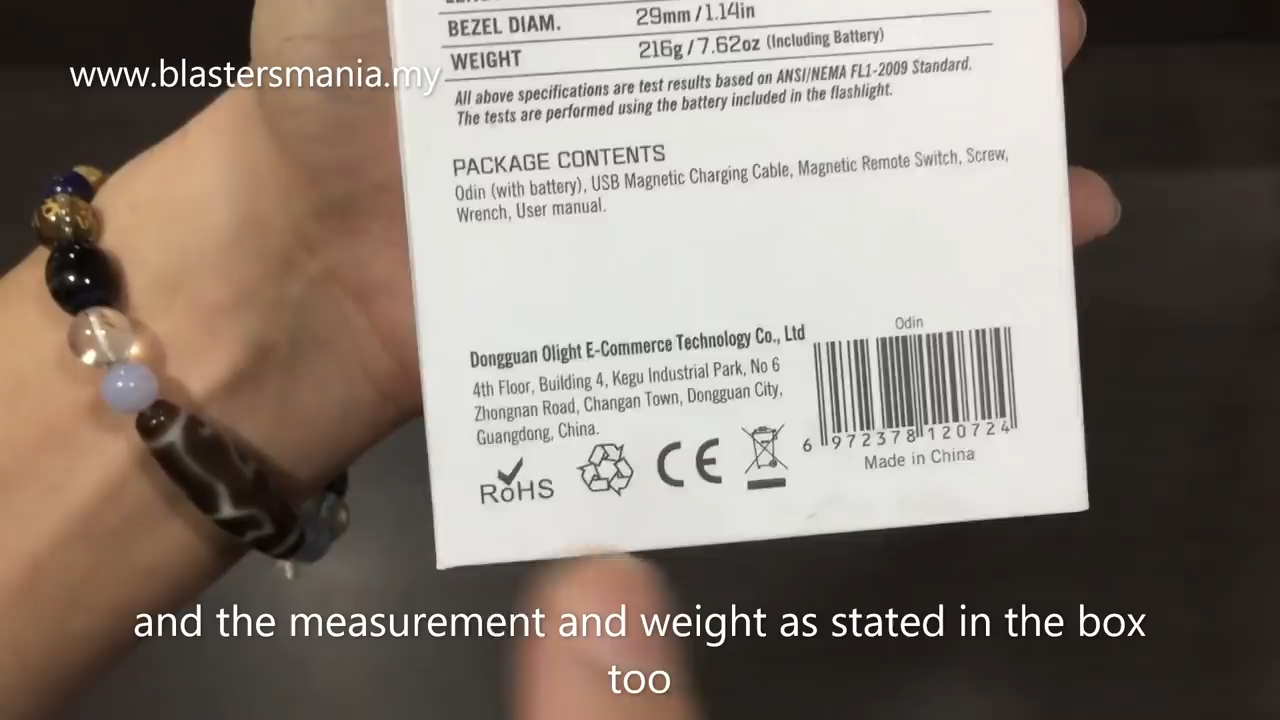 BEZEL DIAM. 29mm/1.14in
WEIGHT 216g/7.62oz (Including Battery)
www.blastersmania.my
All above specifications are test results based on ANSI/NEMA FL1-2009 Standard.
The tests are performed using the battery included in the flashlight.
PACKAGE CONTENTS
Odin (with battery), USB Magnetic Charging Cable, Magnetic Remote Switch, Screw,
Wrench, User manual.
Dongguan Olight E-Commerce Technology Co., Ltd
4th Floor, Building 4, Kegu Industrial Park, No 6
Zhongnan Road, Changan Town, Dongguan City,
Guangdong, China.
RoHS
CE
Odin
6 972378 120724
Made in China
and the measurement and weight as stated in the box
too